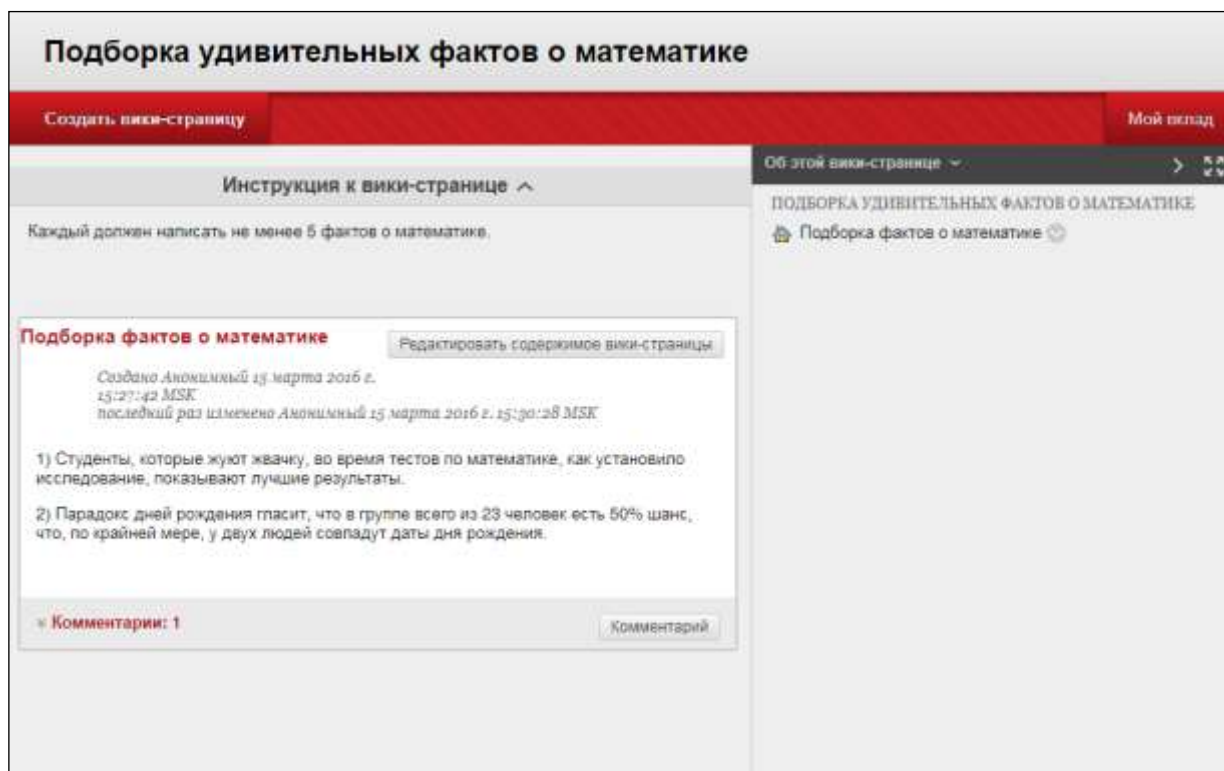 Подборка удивительных фактов о математике
Создать вики-страницу
Мой вклад
Инструкция к вики-странице
Каждый должен написать не менее 5 фактов о математике.
Подборка фактов о математике
Редактировать содержимое вики-страницы
Создано Анонимный 15 марта 2016 г.
15:27:42 MSK
последний раз изменено Анонимный 15 марта 2016 г. 15:30:28 MSK
1) Студенты, которые жуют жвачку, во время тестов по математике, как установило
исследование, показывают лучшие результаты.
2) Парадокс дней рождения гласит, что в группе всего из 23 человек есть 50% шанс,
что, по крайней мере, у двух людей совпадут даты дня рождения.
Комментарии: 1
Комментарий
Об этой вики-странице
ПОДБОРКА УДИВИТЕЛЬНЫХ ФАКТОВ О МАТЕМАТИКЕ
Подборка фактов о математике